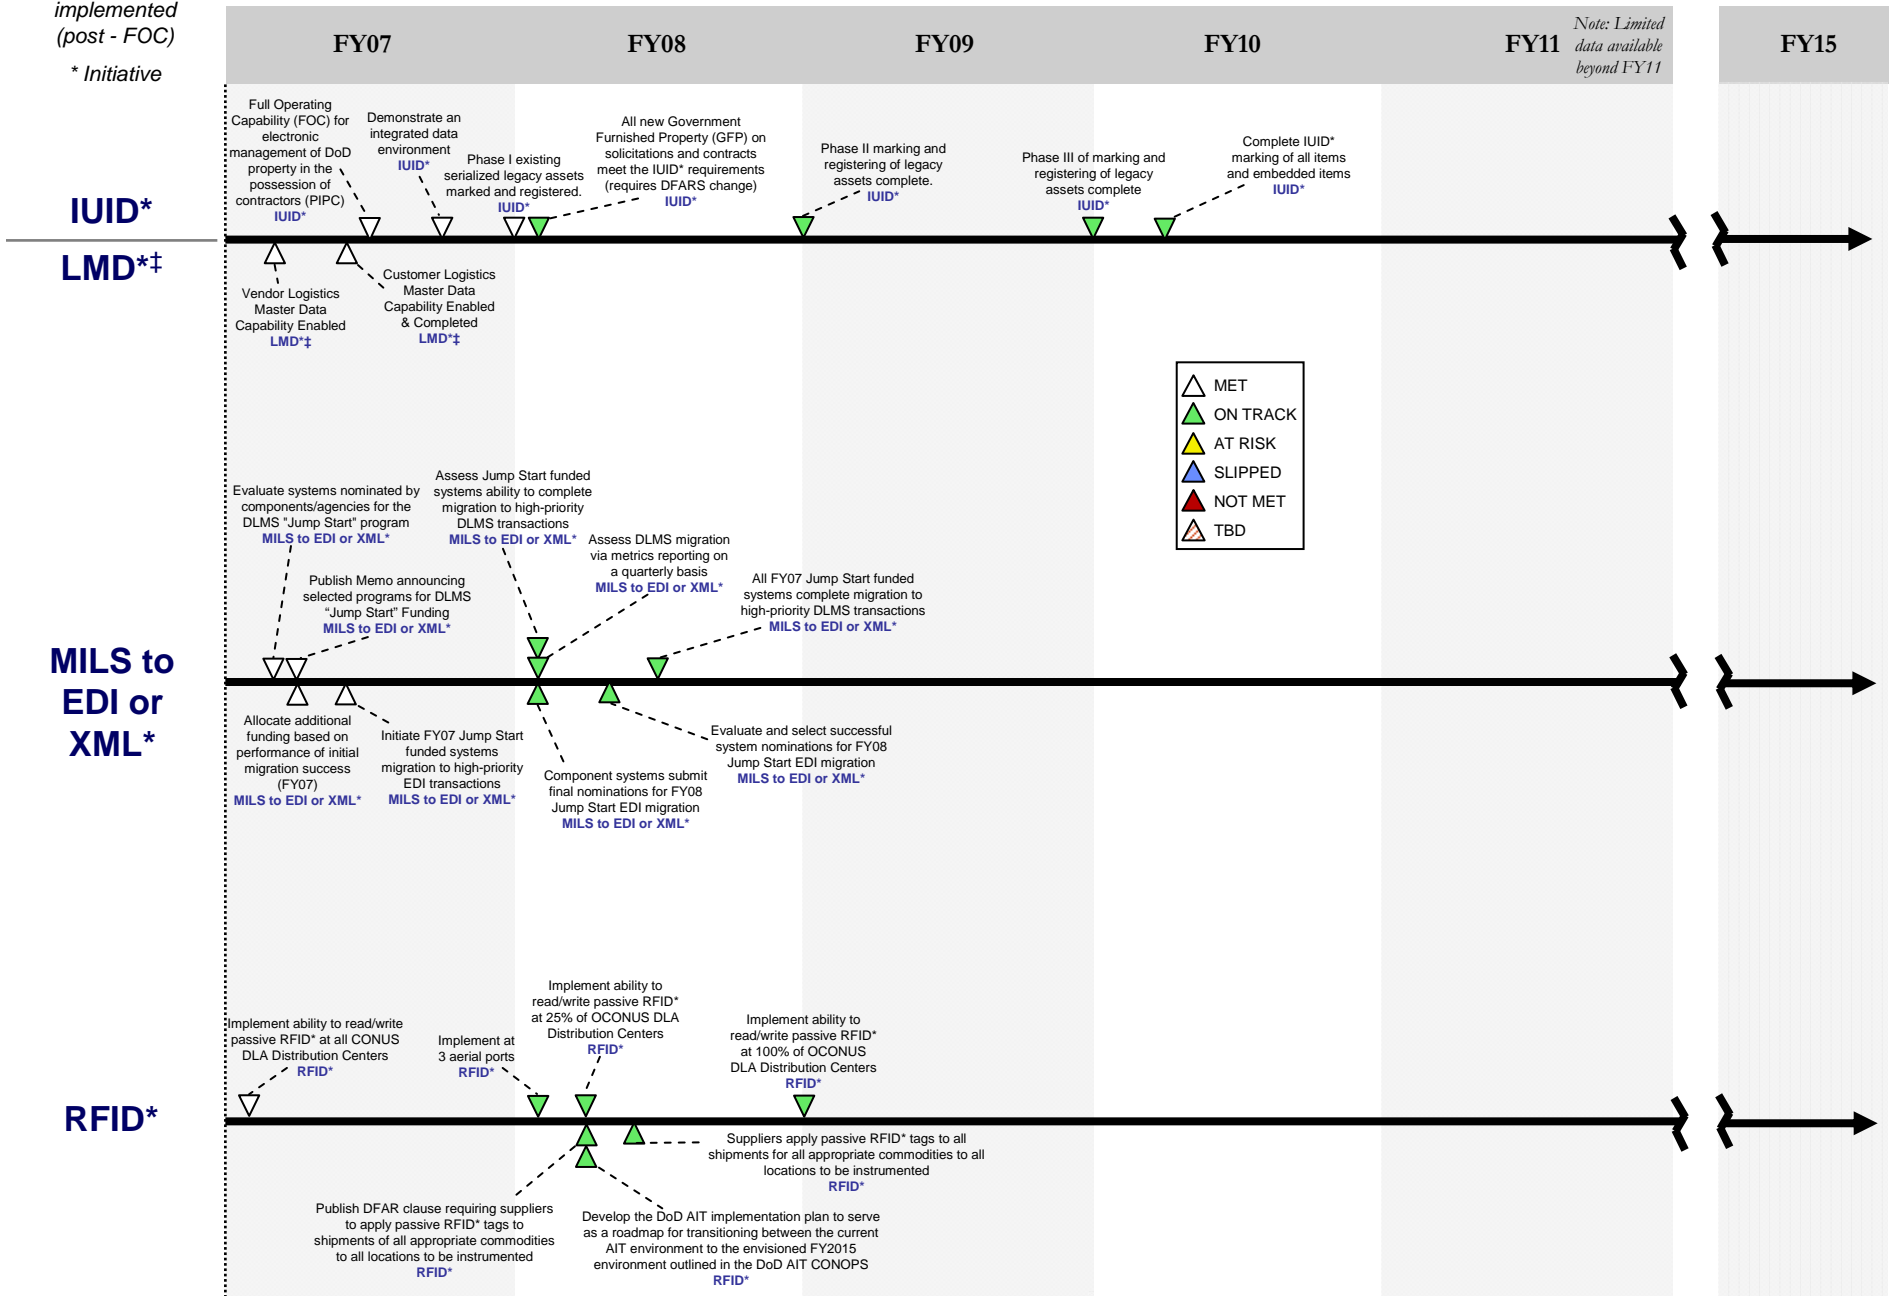 implemented
(post - FOC)
* Initiative
FY07
FY08
FY09
FY10
FY11
Note: Limited
data available
beyond FY11
FY15
IUID*
LMD*‡
Full Operating
Capability (FOC) for
electronic
management of DoD
property in the
possession of
contractors (PIPC)
IUID*
Demonstrate an
integrated data
environment
IUID*
Phase I existing
serialized legacy assets
marked and registered.
IUID*
All new Government
Furnished Property (GFP) on
solicitations and contracts
meet the IUID* requirements
(requires DFARS change)
IUID*
Phase II marking and
registering of legacy
assets complete.
IUID*
Phase III of marking and
registering of legacy
assets complete
IUID*
Complete IUID*
marking of all items
and embedded items
IUID*
Vendor Logistics
Master Data
Capability Enabled
LMD*‡
Customer Logistics
Master Data
Capability Enabled
& Completed
LMD*‡
MET
ON TRACK
AT RISK
SLIPPED
NOT MET
TBD
MILS to
EDI or
XML*
Evaluate systems nominated by
components/agencies for the
DLMS "Jump Start" program
MILS to EDI or XML*
Publish Memo announcing
selected programs for DLMS
“Jump Start” Funding
MILS to EDI or XML*
Assess Jump Start funded
systems ability to complete
migration to high-priority
DLMS transactions
MILS to EDI or XML*
Assess DLMS migration
via metrics reporting on
a quarterly basis
MILS to EDI or XML*
All FY07 Jump Start funded
systems complete migration to
high-priority DLMS transactions
MILS to EDI or XML*
Allocate additional
funding based on
performance of initial
migration success
(FY07)
MILS to EDI or XML*
Initiate FY07 Jump Start
funded systems
migration to high-priority
EDI transactions
MILS to EDI or XML*
Component systems submit
final nominations for FY08
Jump Start EDI migration
MILS to EDI or XML*
Evaluate and select successful
system nominations for FY08
Jump Start EDI migration
MILS to EDI or XML*
RFID*
Implement ability to read/write
passive RFID* at all CONUS
DLA Distribution Centers
RFID*
Implement at
3 aerial ports
RFID*
Implement ability to
read/write passive RFID*
at 25% of OCONUS DLA
Distribution Centers
RFID*
Implement ability to
read/write passive RFID*
at 100% of OCONUS
DLA Distribution Centers
RFID*
Suppliers apply passive RFID* tags to all
shipments for all appropriate commodities to all
locations to be instrumented
RFID*
Publish DFAR clause requiring suppliers
to apply passive RFID* tags to
shipments of all appropriate commodities
to all locations to be instrumented
RFID*
Develop the DoD AIT implementation plan to serve
as a roadmap for transitioning between the current
AIT environment to the envisioned FY2015
environment outlined in the DoD AIT CONOPS
RFID*